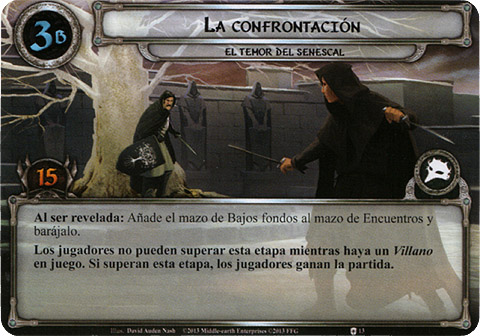 3B
LA CONFRONTACIÓN
EL TEMOR DEL SENESCAL
15
Al ser revelada: Añade el mazo de Bajos fondos al mazo de Encuentros y
barájalo.
Los jugadores no pueden superar esta etapa mientras haya un Villano
en juego. Si superan esta etapa, los jugadores ganan la partida.
Illus. David Auden Nash ©2013 Middle-earth Enterprises ©2013 FFG 13